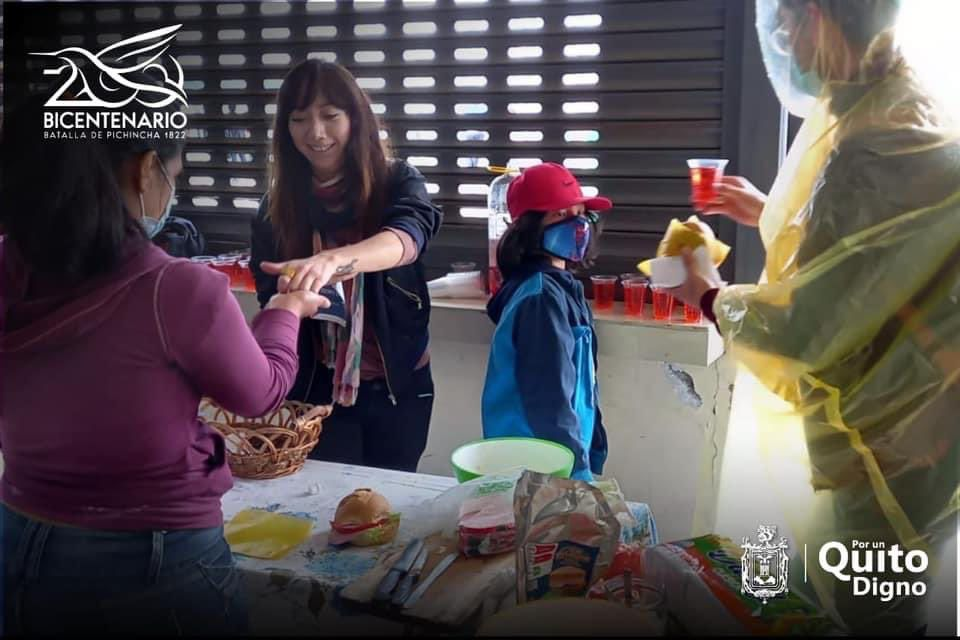 200
BICENTENARIO
BATALLA DE PICHINCHA 1822
Por un
Quito
Digno